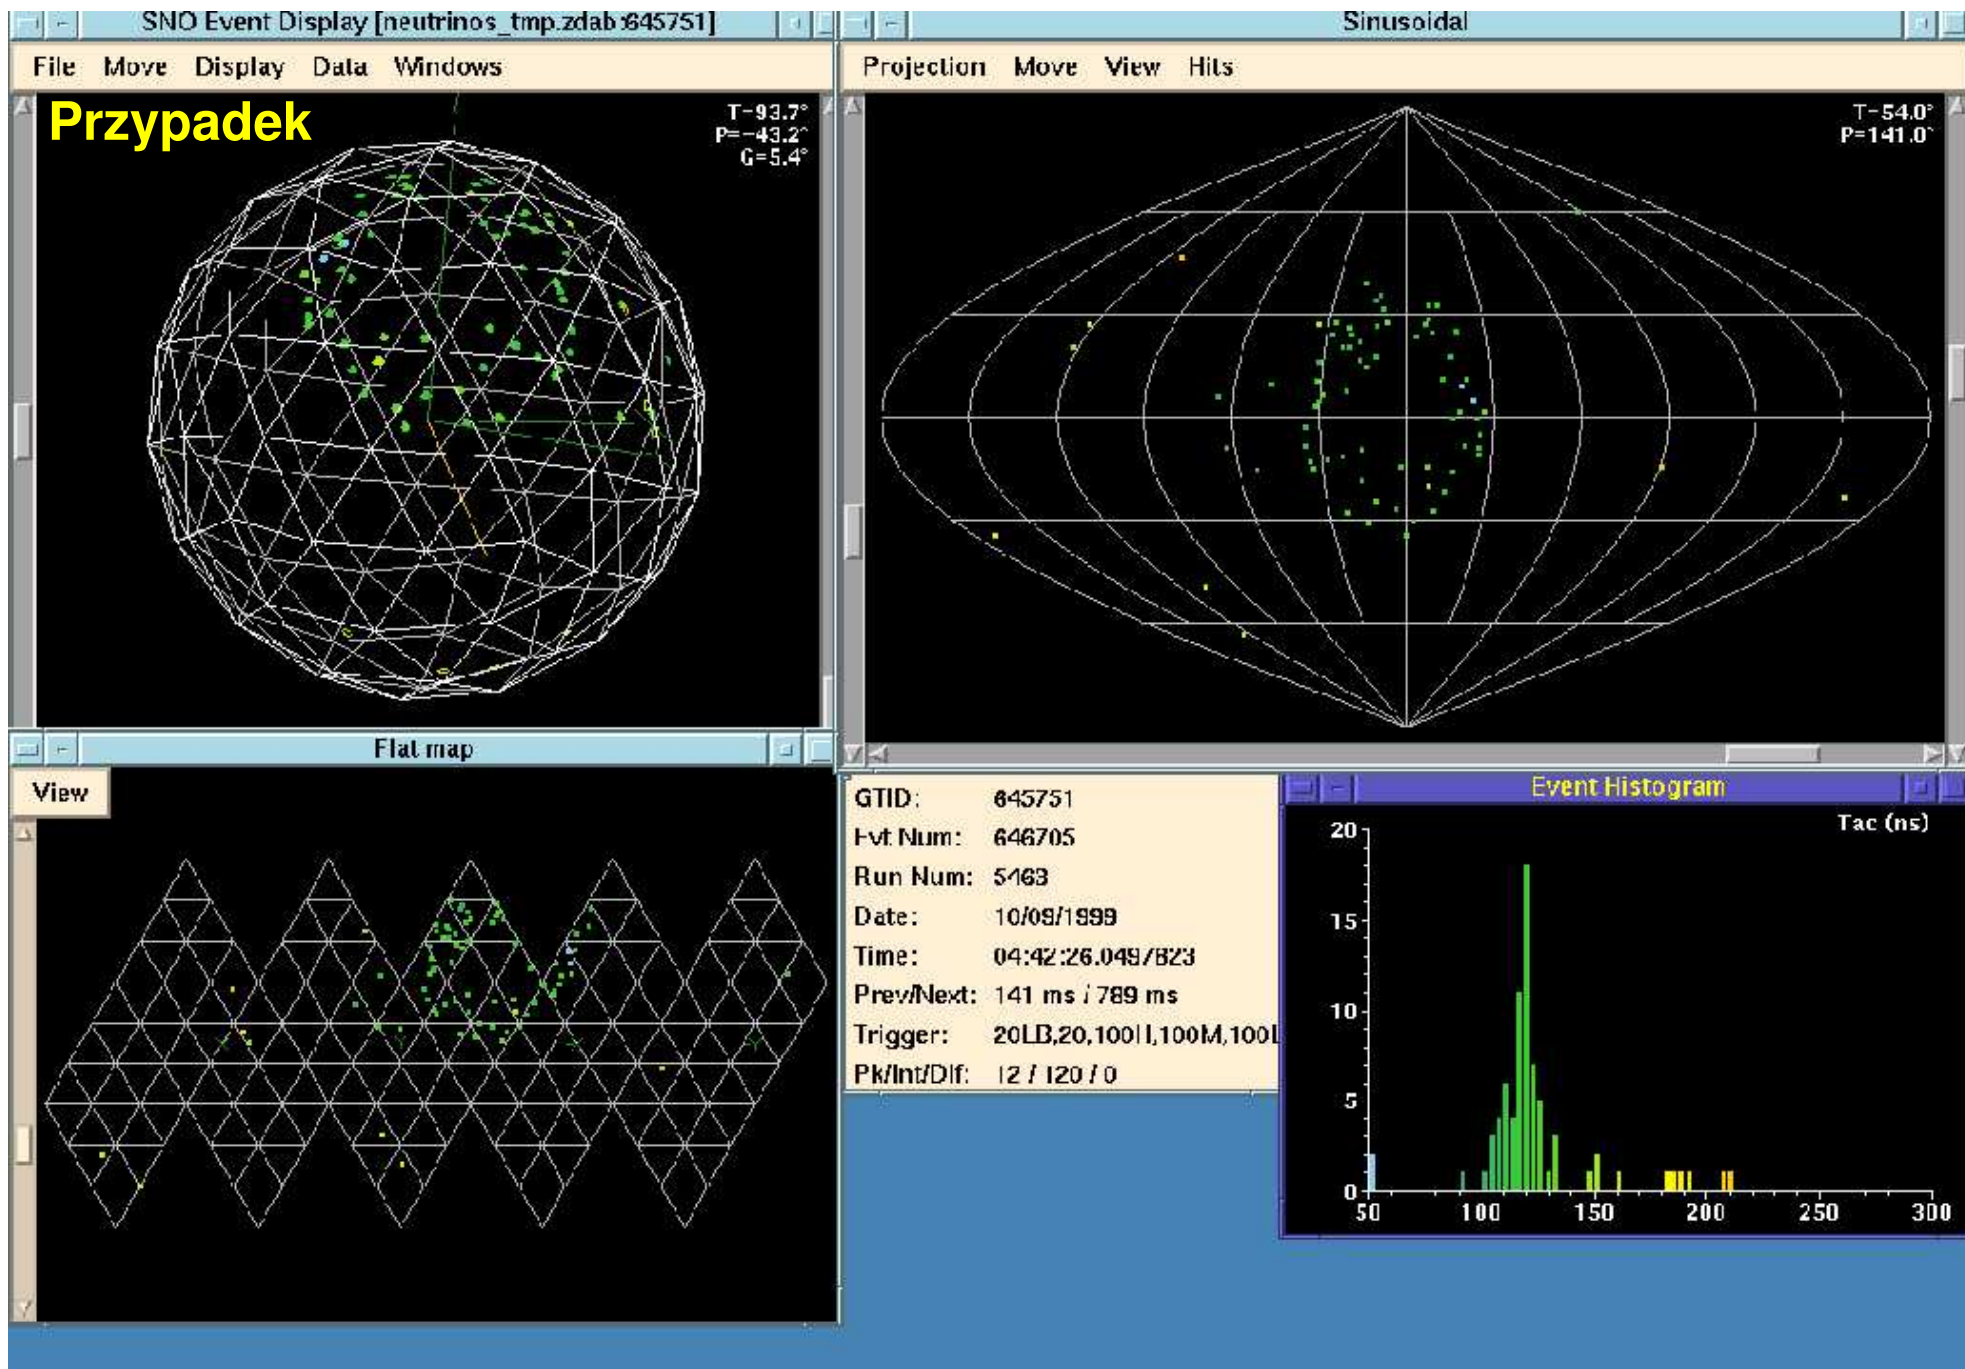 SNO Event Display [neutrinos_tmp.zdab:645751]
File Move Display Data Windows
Przypadek
T=93.7°
P=-43.2°
G=5.4°
Sinusoidal
Projection Move View Hits
T=54.0°
P=141.0°
Flat map
View
GTID: 645751
Evt Num: 646705
Run Num: 5463
Date: 10/09/1999
Time: 04:42:26.0497823
Prev/Next: 141 ms / 789 ms
Trigger: 20LB,20,100H,100M,100L
Pk/Int/Dif: 12 / 120 / 0
Event Histogram
Tac (ns)
20
15
10
5
0
50 100 150 200 250 300